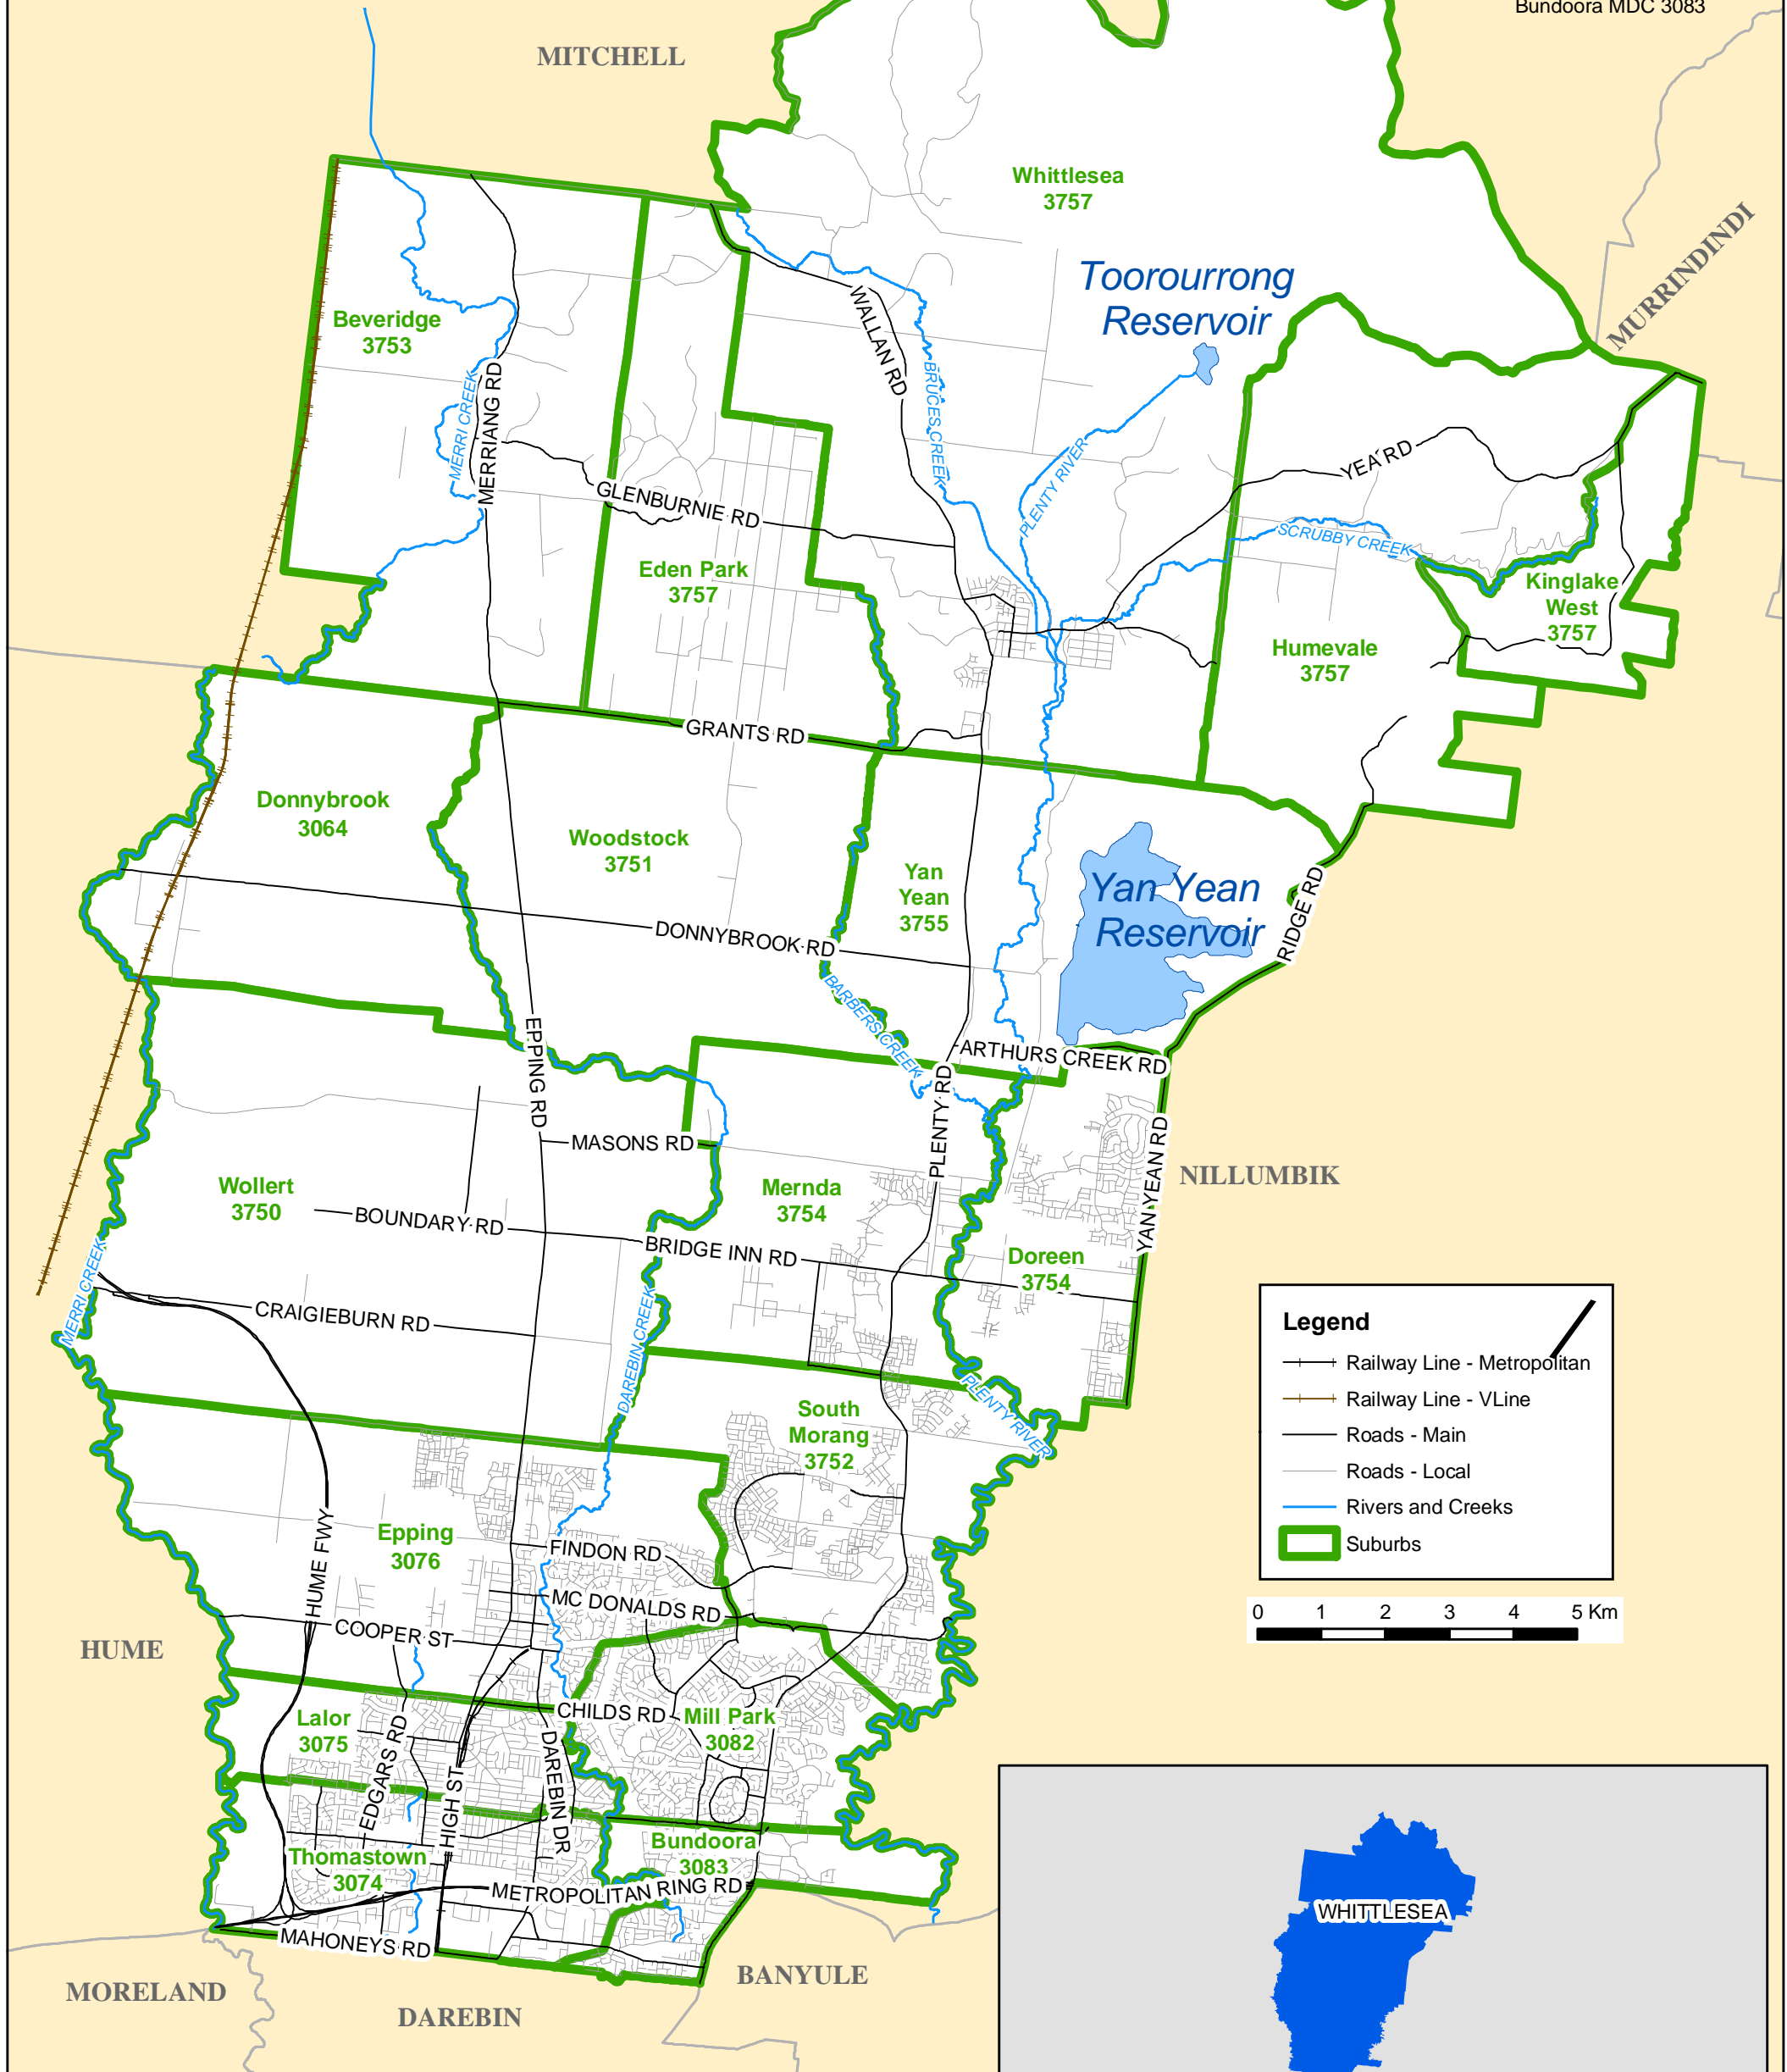 Bundoora MDC 3083
MITCHELL
Whittlesea
3757
MURRINDINDI
Toorourrong
Reservoir
Beveridge
3753
WALLAN RD
BRUCES CREEK
MERRI CREEK
MERRIANG RD
PLENTY RIVER
YEA RD
GLENBURNIE RD
SCRUBBY CREEK
Eden Park
3757
Kinglake
West
3757
Humevale
3757
GRANTS RD
Donnybrook
3064
Woodstock
3751
Yan
Yean
3755
Yan Yean
Reservoir
RIDGE RD
DONNYBROOK RD
BARBERS CREEK
EPPING RD
ARTHURS CREEK RD
PLENTY RD
MASONS RD
YAN YEAN RD
NILLUMBIK
Wollert
3750
Mernda
3754
BOUNDARY RD
BRIDGE INN RD
Doreen
3754
MERRI CREEK
CRAIGIEBURN RD
DAREBIN CREEK
PLENTY RIVER
South
Morang
3752
Legend
Railway Line - Metropolitan
Railway Line - VLine
Roads - Main
Roads - Local
Rivers and Creeks
Suburbs
0 1 2 3 4 5 Km
Epping
3076
HUME FWY
FINDON RD
MC DONALDS RD
COOPER ST
HUME
Lalor
3075
CHILDS RD
Mill Park
3082
EDGARS RD
HIGH ST
DAREBIN DR
Bundoora
3083
Thomastown
3074
METROPOLITAN RING RD
MAHONEYS RD
MORELAND
DAREBIN
BANYULE
WHITTLESEA